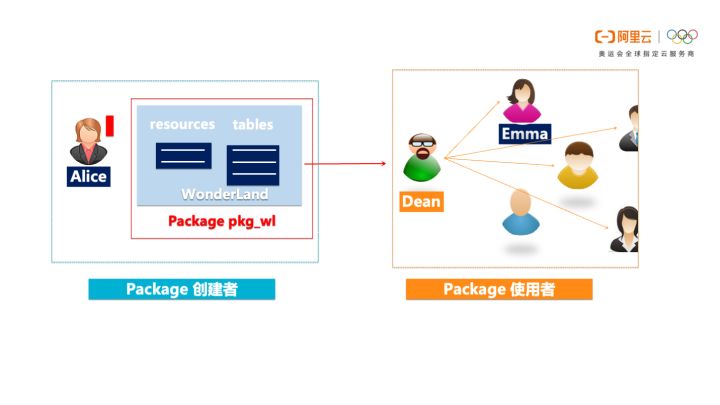 阿里云
奥运会全球指定云服务商
resources
tables
Alice
WonderLand
Package pkg_wl
Emma
Dean
Package 创建者
Package 使用者